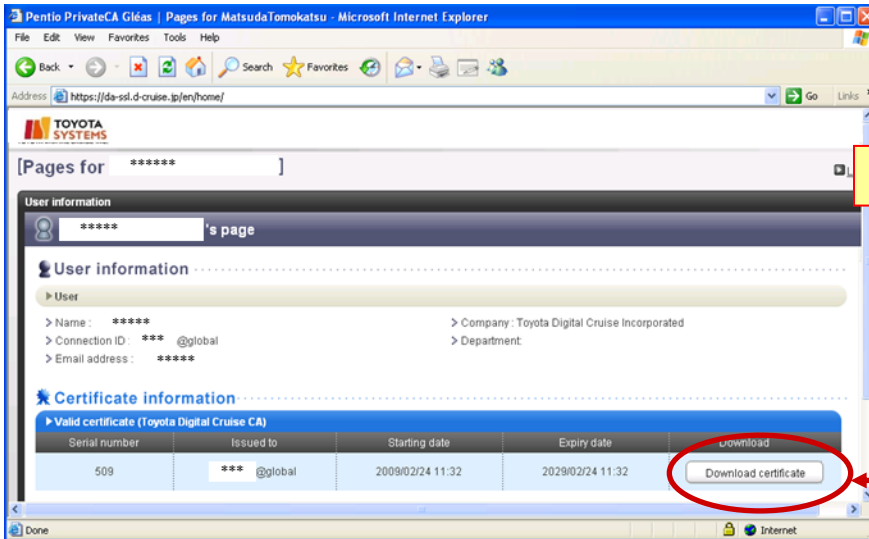 Pentio PrivateCA Gléas | Pages for MatsudaTomokatsu - Microsoft Internet Explorer
File Edit View Favorites Tools Help
Back Search Favorites
Address https://da-ssl.d-cruise.jp/en/home/ Go Links
TOYOTA
SYSTEMS
[Pages for ****** ]
User information
***** 's page
User information
User
Name : *****
Company : Toyota Digital Cruise Incorporated
Connection ID : *** @global
Department:
Email address : *****
Certificate information
Valid certificate (Toyota Digital Cruise CA)
Serial number Issued to Starting date Expiry date Download
509 *** @global 2009/02/24 11:32 2029/02/24 11:32 Download certificate
Done Internet